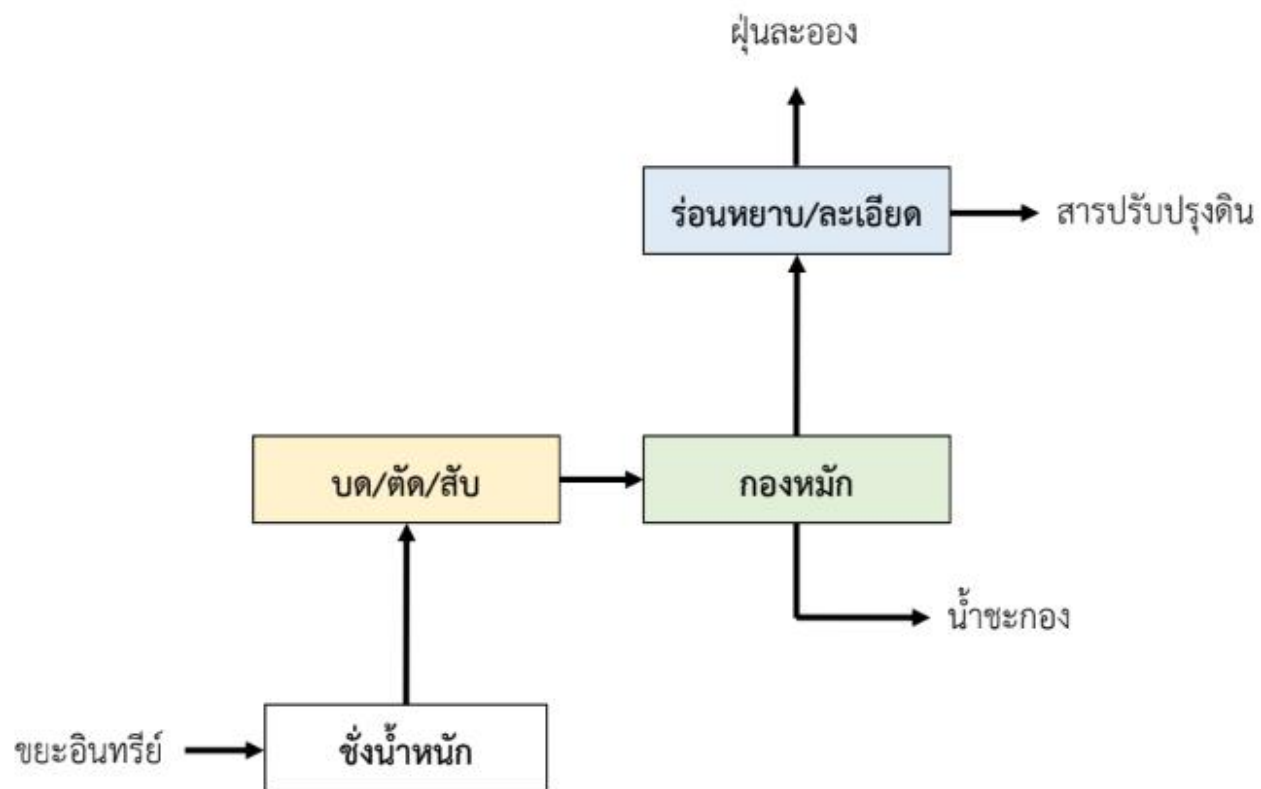 ฝุ่นละออง
ร่อนหยาบ/ละเอียด
สารปรับปรุงดิน
บด/ตัด/สับ
กองหมัก
น้ำชะกอง
ขยะอินทรีย์
ชั่งน้ำหนัก